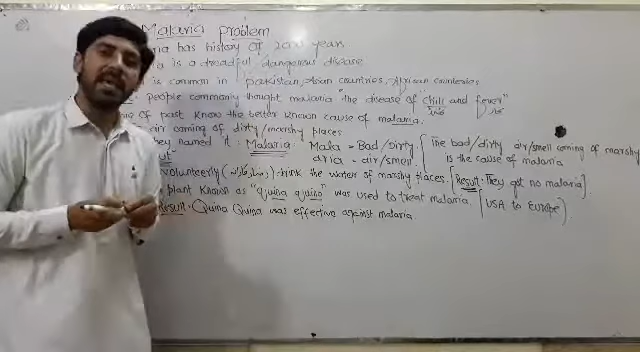 Malaria problem
has history of 2000 years
is a dreadful dangerous disease
is common in pakistan, Asian countries, African countries
people commonly thought malaria "the disease of chill and fever"
of past know the better known cause of malaria.
air coming of dirty/marshy places
they named it: Malaria Mala = Bad/Dirty. The bad/dirty air/smell coming of marshy
aria = air/smell. is the cause of malaria
volunteerly drink the water of marshy places. [Result: They got no malaria].
plant known as "quina quina" was used to treat malaria. (USA to Europe).
Result: Quina Quina was effective against malaria